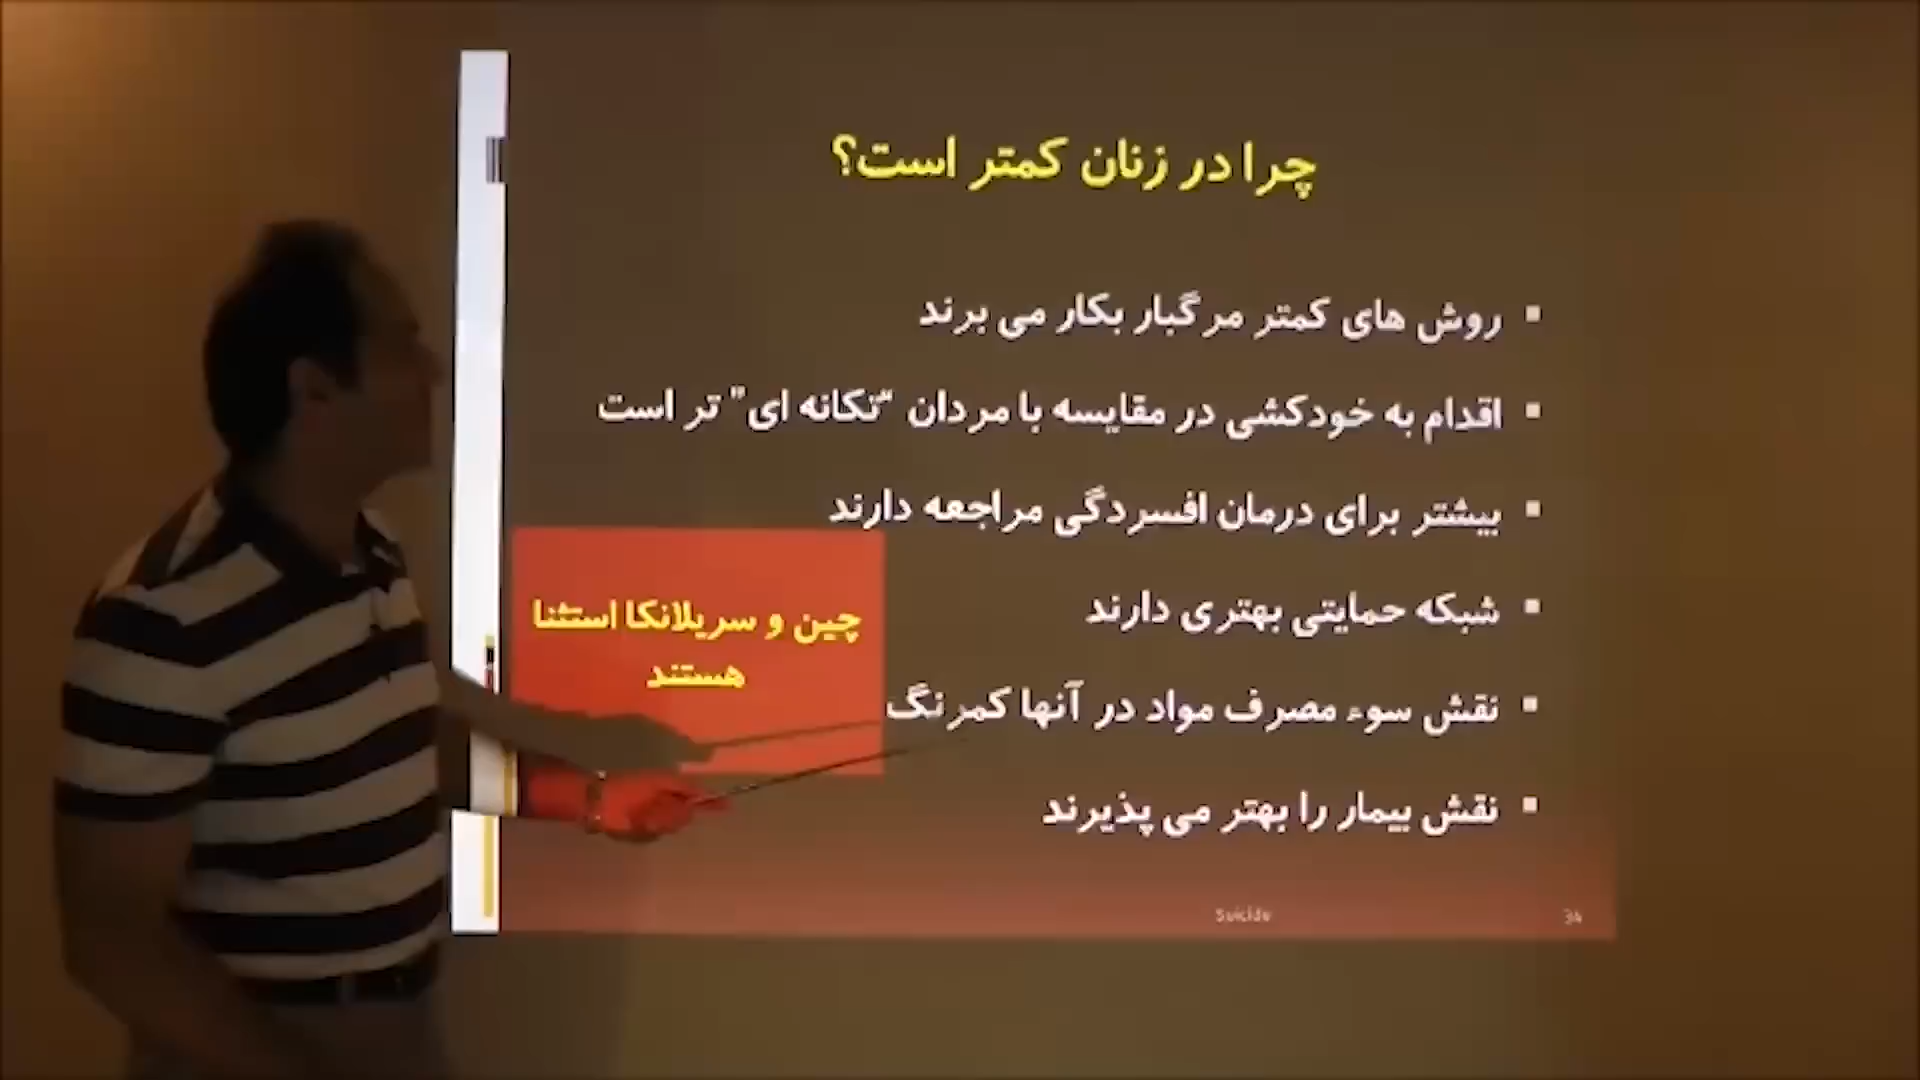 چرا در زنان کمتر است؟
روش های کمتر مرگبار بکار می برند
اقدام به خودکشی در مقایسه با مردان "تکانه ای" تر است
بیشتر برای درمان افسردگی مراجعه دارند
شبکه حمایتی بهتری دارند
نقش سوء مصرف مواد در آنها کمرنگ
نقش بیمار را بهتر می پذیرند
چین و سریلانکا استثنا
هستند
Suicide
34